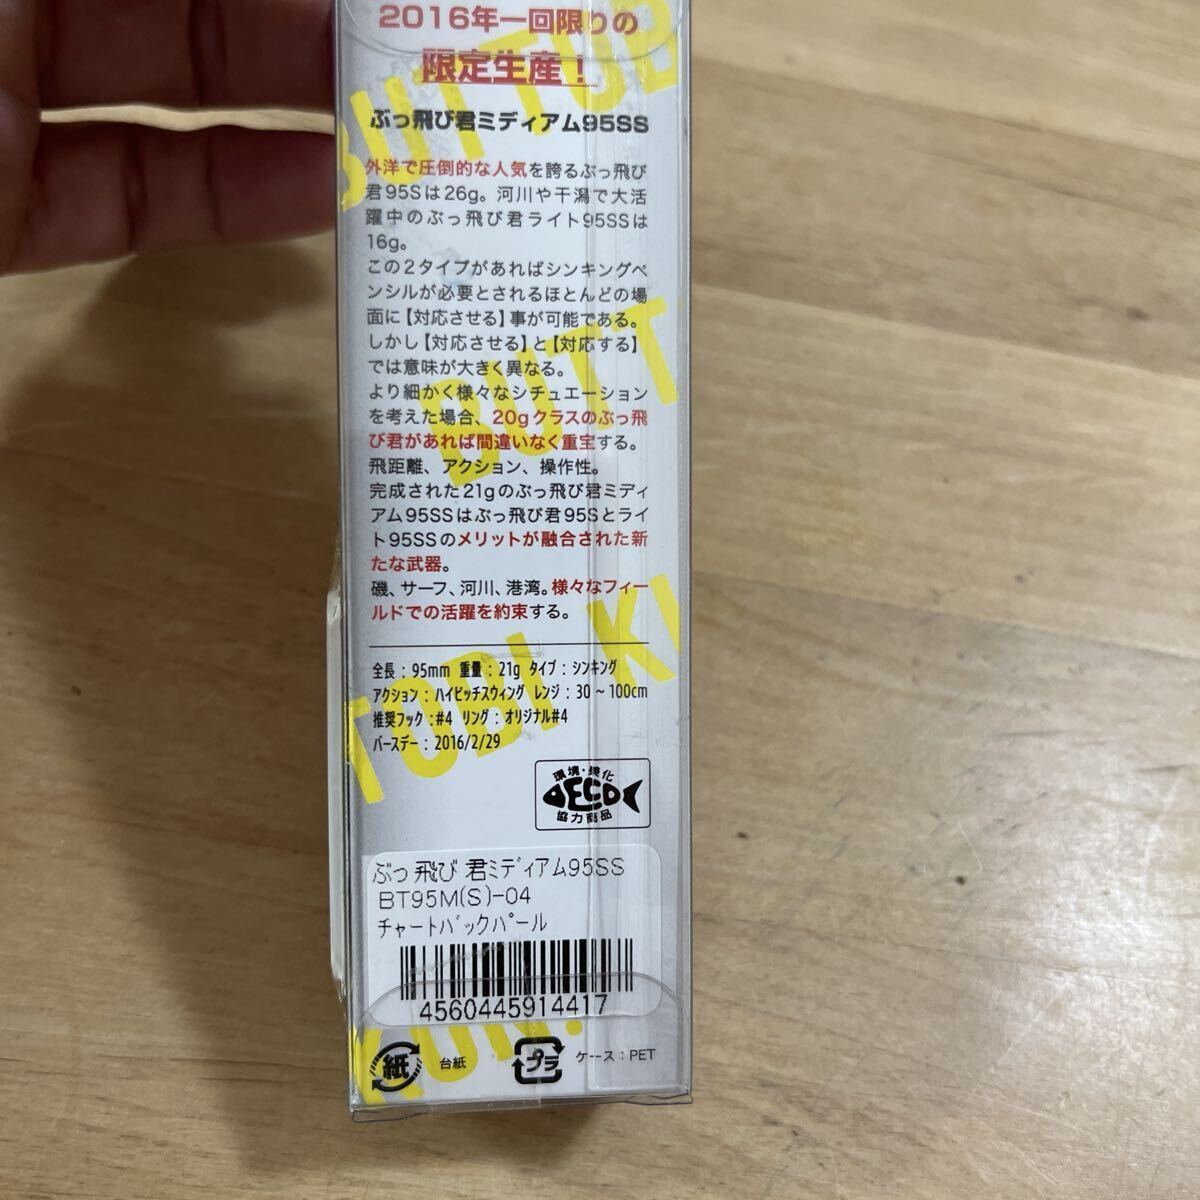 2016年一回限りの
限定生産!
ぶっ飛び君ミディアム95SS
外洋で圧倒的な人気を誇るぶっ飛び
君95Sは26g。河川や干潟で大活
躍中のぶっ飛び君ライト95SSは
16g。
この2タイプがあればシンキングペ
ンシルが必要とされるほとんどの場
面に【対応させる】事が可能である。
しかし【対応させる】と【対応する】
では意味が大きく異なる。
より細かく様々なシチュエーション
を考えた場合、20gクラスのぶっ飛
び君があれば間違いなく重宝する。
飛距離、アクション、操作性。
完成された21gのぶっ飛び君ミディ
アム95SSはぶっ飛び君95Sとライ
ト95SSのメリットが融合された新
たな武器。
磯、サーフ、河川、港湾。様々なフィー
ルドでの活躍を約束する。
全長:95mm 重量:21g タイプ:シンキング
アクション:ハイピッチスウィング レンジ:30~100cm
推奨フック:#4 リング:オリジナル#4
バースデー:2016/2/29
環境・美化
ECO
協力商品
ぶっ飛び君ミディアム95SS
BT95M(S)-04
チャートバックパール
4560445914417
紙 台紙 プラ ケース:PET